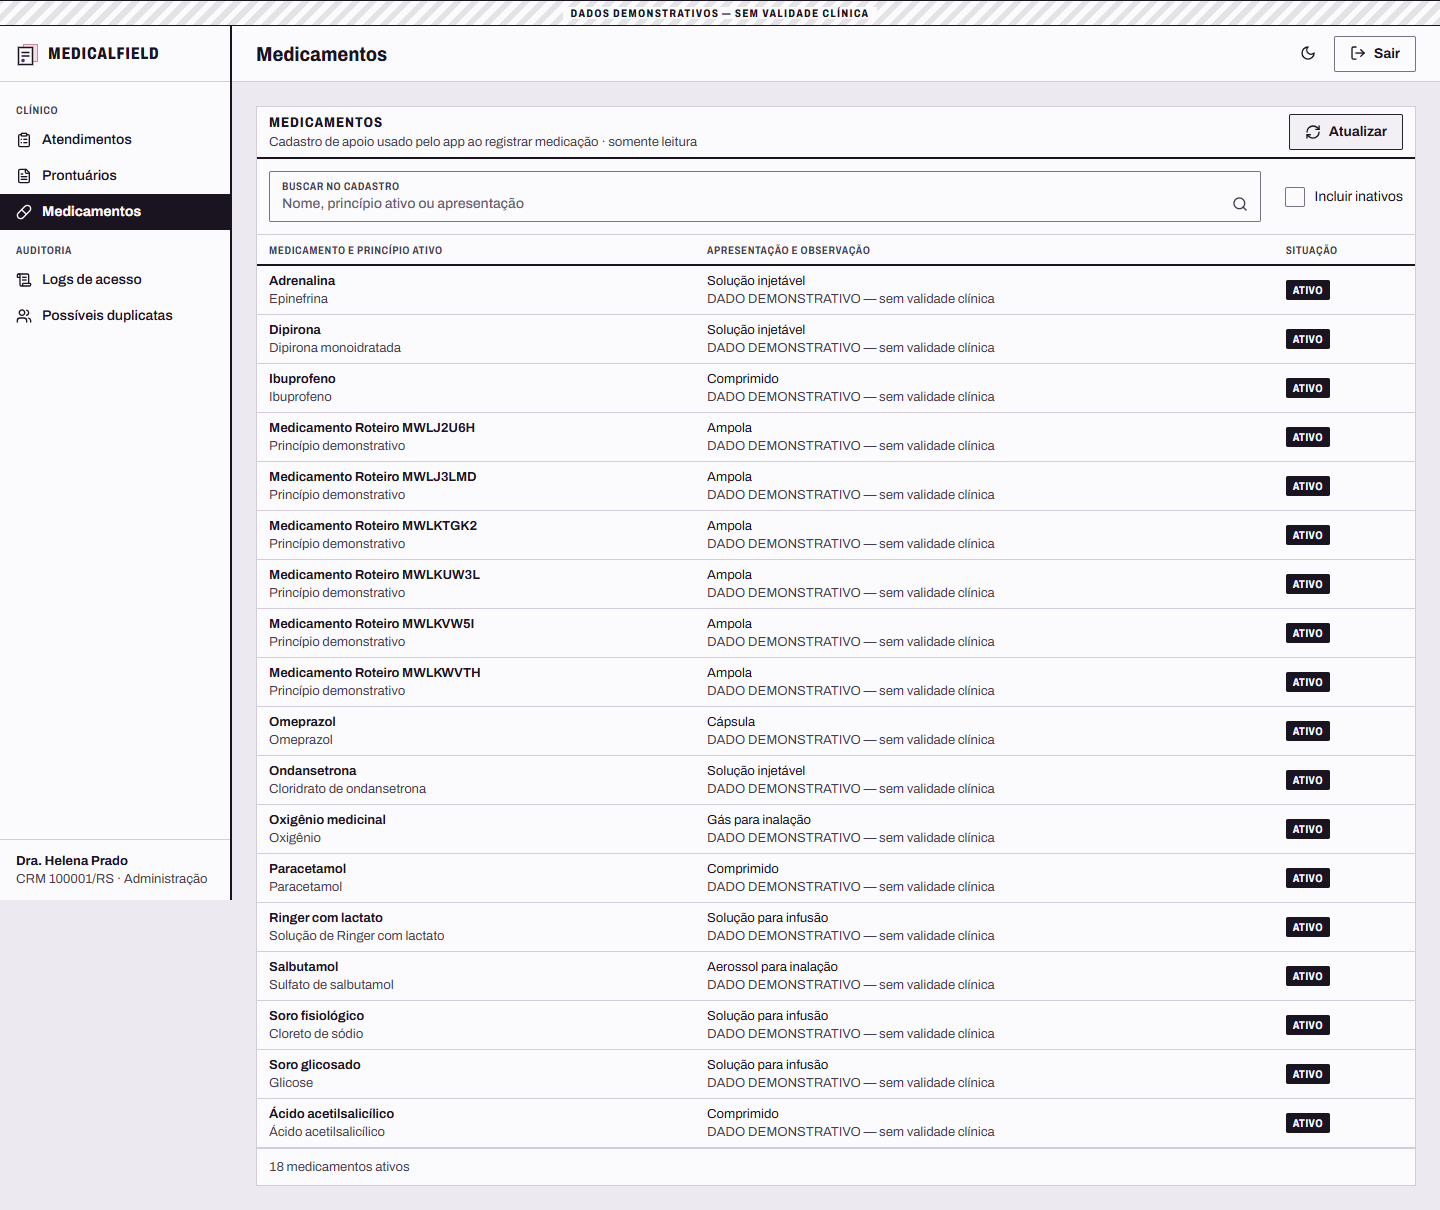 DADOS DEMONSTRATIVOS — SEM VALIDADE CLÍNICA
MEDICALFIELD
CLÍNICO
Atendimentos
Prontuários
Medicamentos
AUDITORIA
Logs de acesso
Possíveis duplicatas
Dra. Helena Prado
CRM 100001/RS · Administração
Medicamentos
Sair
MEDICAMENTOS
Cadastro de apoio usado pelo app ao registrar medicação · somente leitura
Atualizar
BUSCAR NO CADASTRO
Nome, princípio ativo ou apresentação
Incluir inativos
MEDICAMENTO E PRINCÍPIO ATIVO APRESENTAÇÃO E OBSERVAÇÃO SITUAÇÃO
Adrenalina Solução injetável
Epinefrina DADO DEMONSTRATIVO — sem validade clínica
ATIVO
Dipirona Solução injetável
Dipirona monoidratada DADO DEMONSTRATIVO — sem validade clínica
ATIVO
Ibuprofeno Comprimido
Ibuprofeno DADO DEMONSTRATIVO — sem validade clínica
ATIVO
Medicamento Roteiro MWLJ2U6H Ampola
Princípio demonstrativo DADO DEMONSTRATIVO — sem validade clínica
ATIVO
Medicamento Roteiro MWLJ3LMD Ampola
Princípio demonstrativo DADO DEMONSTRATIVO — sem validade clínica
ATIVO
Medicamento Roteiro MWLKTGK2 Ampola
Princípio demonstrativo DADO DEMONSTRATIVO — sem validade clínica
ATIVO
Medicamento Roteiro MWLKUW3L Ampola
Princípio demonstrativo DADO DEMONSTRATIVO — sem validade clínica
ATIVO
Medicamento Roteiro MWLKVW5I Ampola
Princípio demonstrativo DADO DEMONSTRATIVO — sem validade clínica
ATIVO
Medicamento Roteiro MWLKWVTH Ampola
Princípio demonstrativo DADO DEMONSTRATIVO — sem validade clínica
ATIVO
Omeprazol Cápsula
Omeprazol DADO DEMONSTRATIVO — sem validade clínica
ATIVO
Ondansetrona Solução injetável
Cloridrato de ondansetrona DADO DEMONSTRATIVO — sem validade clínica
ATIVO
Oxigênio medicinal Gás para inalação
Oxigênio DADO DEMONSTRATIVO — sem validade clínica
ATIVO
Paracetamol Comprimido
Paracetamol DADO DEMONSTRATIVO — sem validade clínica
ATIVO
Ringer com lactato Solução para infusão
Solução de Ringer com lactato DADO DEMONSTRATIVO — sem validade clínica
ATIVO
Salbutamol Aerossol para inalação
Sulfato de salbutamol DADO DEMONSTRATIVO — sem validade clínica
ATIVO
Soro fisiológico Solução para infusão
Cloreto de sódio DADO DEMONSTRATIVO — sem validade clínica
ATIVO
Soro glicosado Solução para infusão
Glicose DADO DEMONSTRATIVO — sem validade clínica
ATIVO
Ácido acetilsalicílico Comprimido
Ácido acetilsalicílico DADO DEMONSTRATIVO — sem validade clínica
ATIVO
18 medicamentos ativos